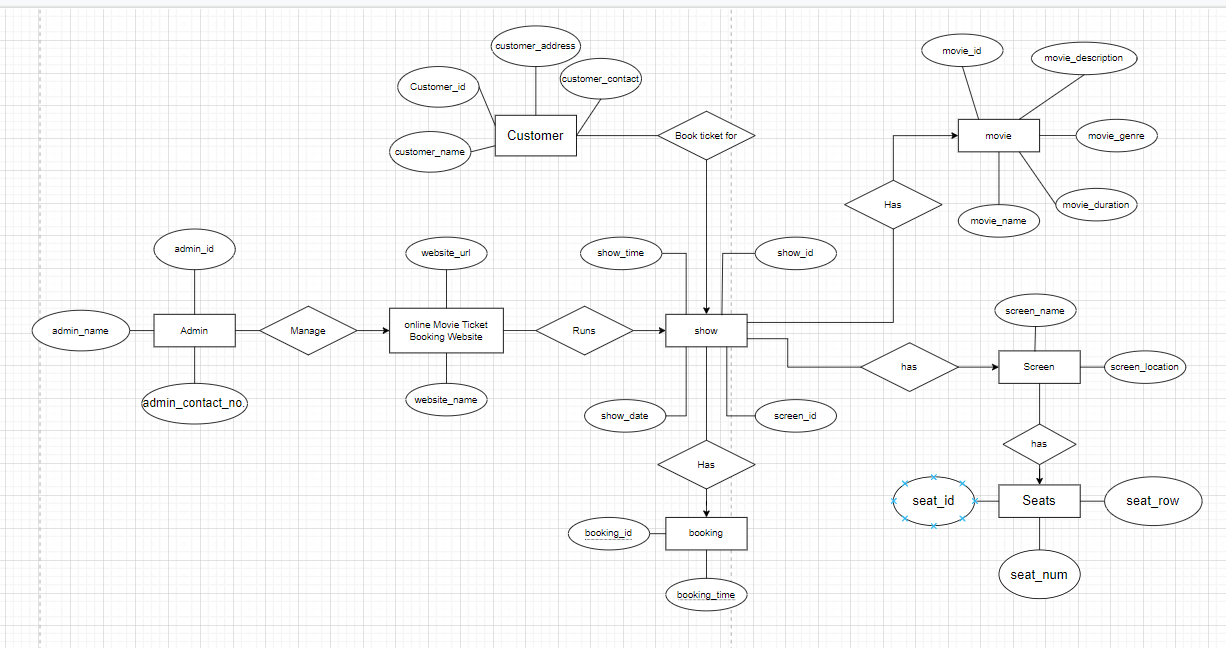 customer_address
movie_id
movie_description
Customer_id
customer_contact
Customer
Book ticket for
movie
movie_genre
customer_name
Has
movie_duration
movie_name
admin_id
website_url
show_time
show_id
screen_name
admin_name
Admin
Manage
online Movie Ticket
Booking Website
Runs
show
has
Screen
screen_location
admin_contact_no.
website_name
show_date
screen_id
has
Has
seat_id
Seats
seat_row
booking_id
booking
seat_num
booking_time